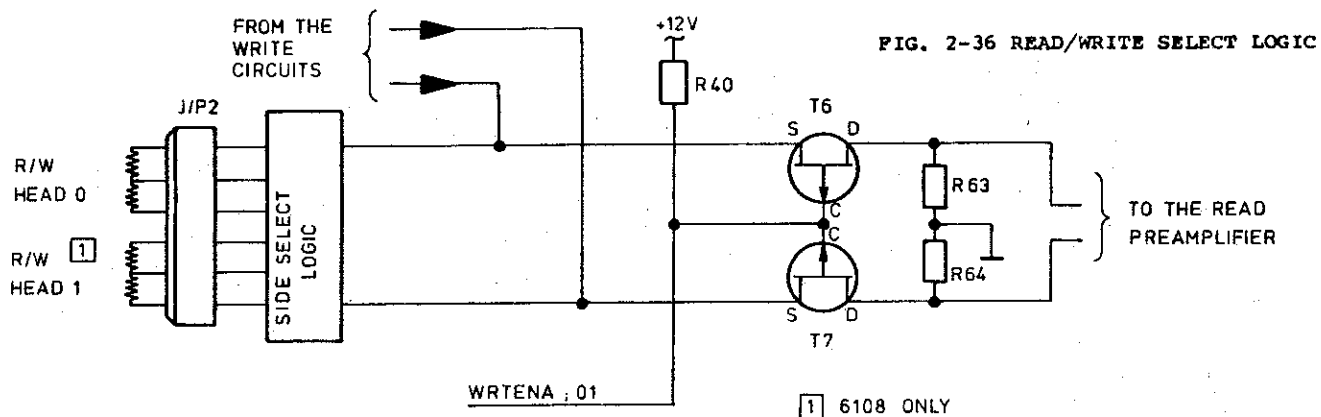 FIG. 2-36 READ/WRITE SELECT LOGIC
FROM THE
WRITE
CIRCUITS
+12V
R40
J/P2
T6
S D
C
R/W
HEAD 0
SIDE SELECT
LOGIC
R63
TO THE READ
PREAMPLIFIER
R/W 1
HEAD 1
C
R64
S D
T7
WRTENA ; 01
1 6108 ONLY